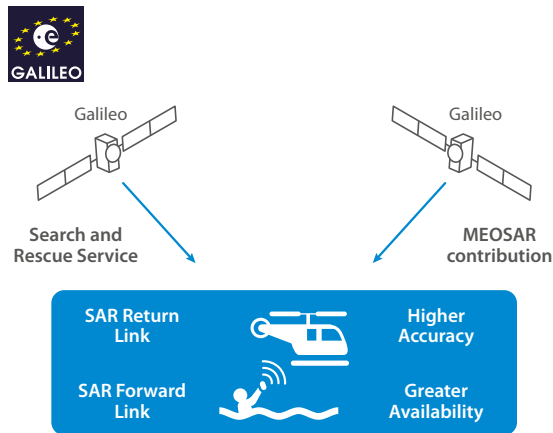 GALILEO
Galileo
Galileo
Search and
Rescue Service
MEOSAR
contribution
SAR Return
Link
Higher
Accuracy
SAR Forward
Link
Greater
Availability